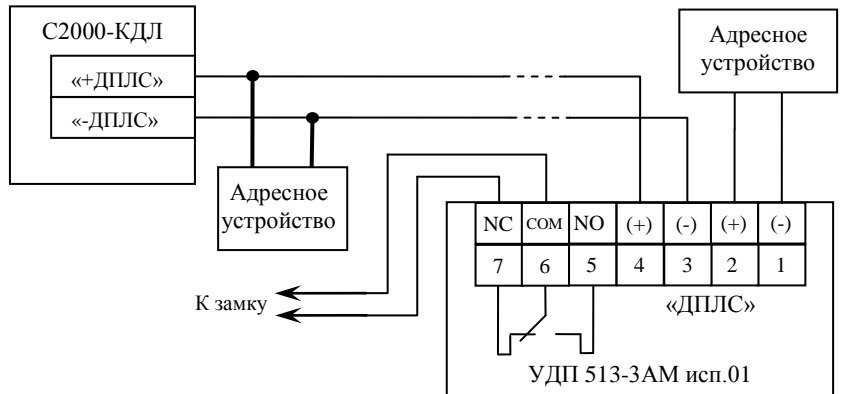 С2000-КДЛ
«+ДПЛС»
«-ДПЛС»
Адресное
устройство
Адресное
устройство
NC COM NO (+) (-) (+) (-)
7 6 5 4 3 2 1
К замку
«ДПЛС»
УДП 513-3АМ исп.01